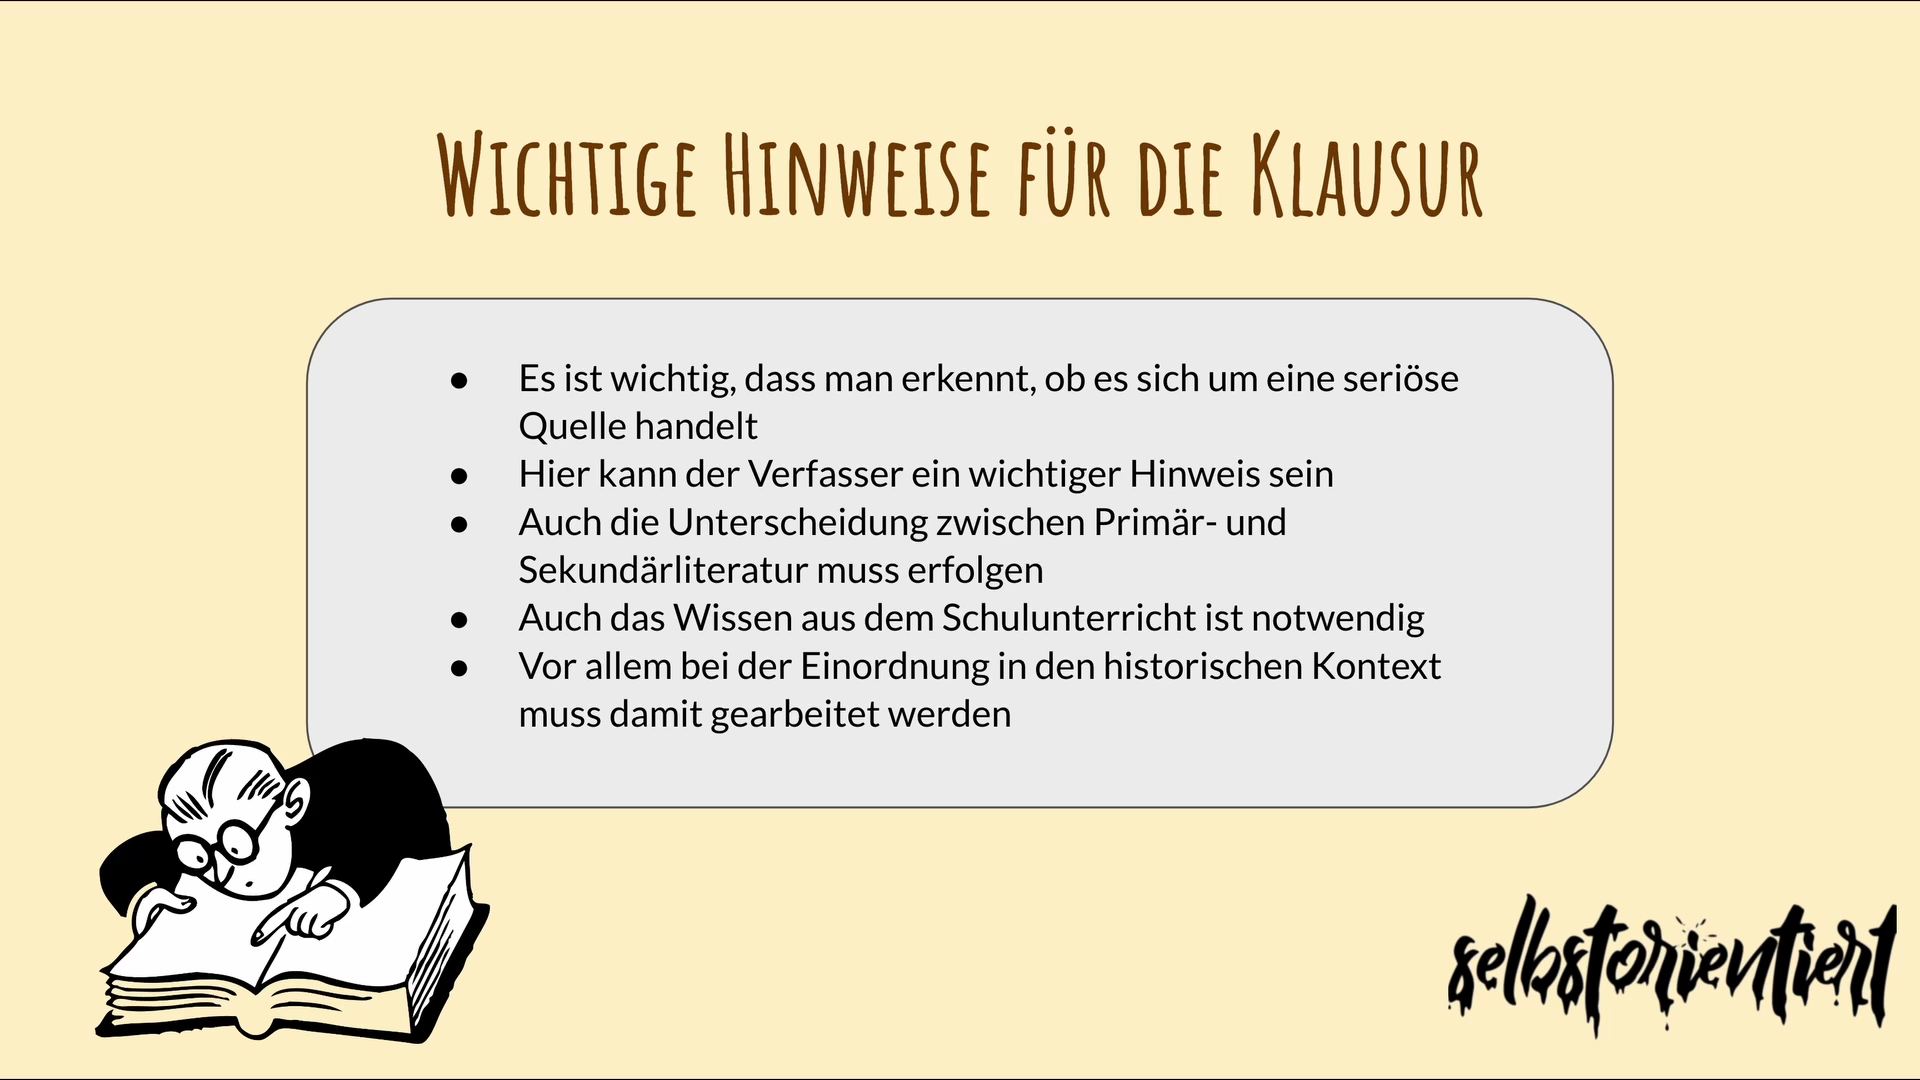 Wichtige Hinweise für die Klausur
● Es ist wichtig, dass man erkennt, ob es sich um eine seriöse
Quelle handelt
● Hier kann der Verfasser ein wichtiger Hinweis sein
● Auch die Unterscheidung zwischen Primär- und
Sekundärliteratur muss erfolgen
● Auch das Wissen aus dem Schulunterricht ist notwendig
● Vor allem bei der Einordnung in den historischen Kontext
muss damit gearbeitet werden
selbstorientiert